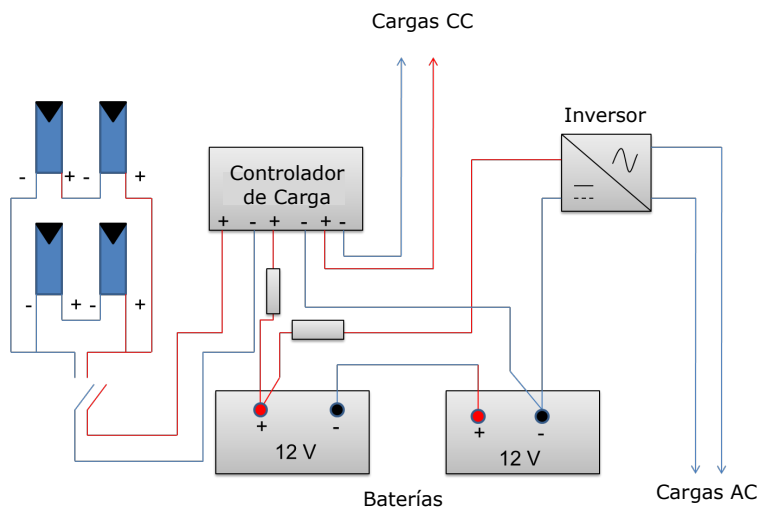 Cargas CC
Inversor
Controlador
de Carga
+ - + - + -
- + - +
- + - +
+ -
12 V
+ -
12 V
Baterías
Cargas AC